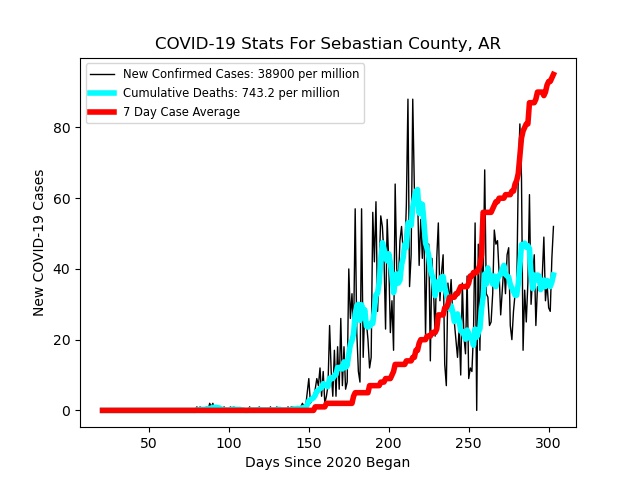 COVID-19 Stats For Sebastian County, AR
New Confirmed Cases: 38900 per million
Cumulative Deaths: 743.2 per million
7 Day Case Average
New COVID-19 Cases
80
60
40
20
0
50 100 150 200 250 300
Days Since 2020 Began